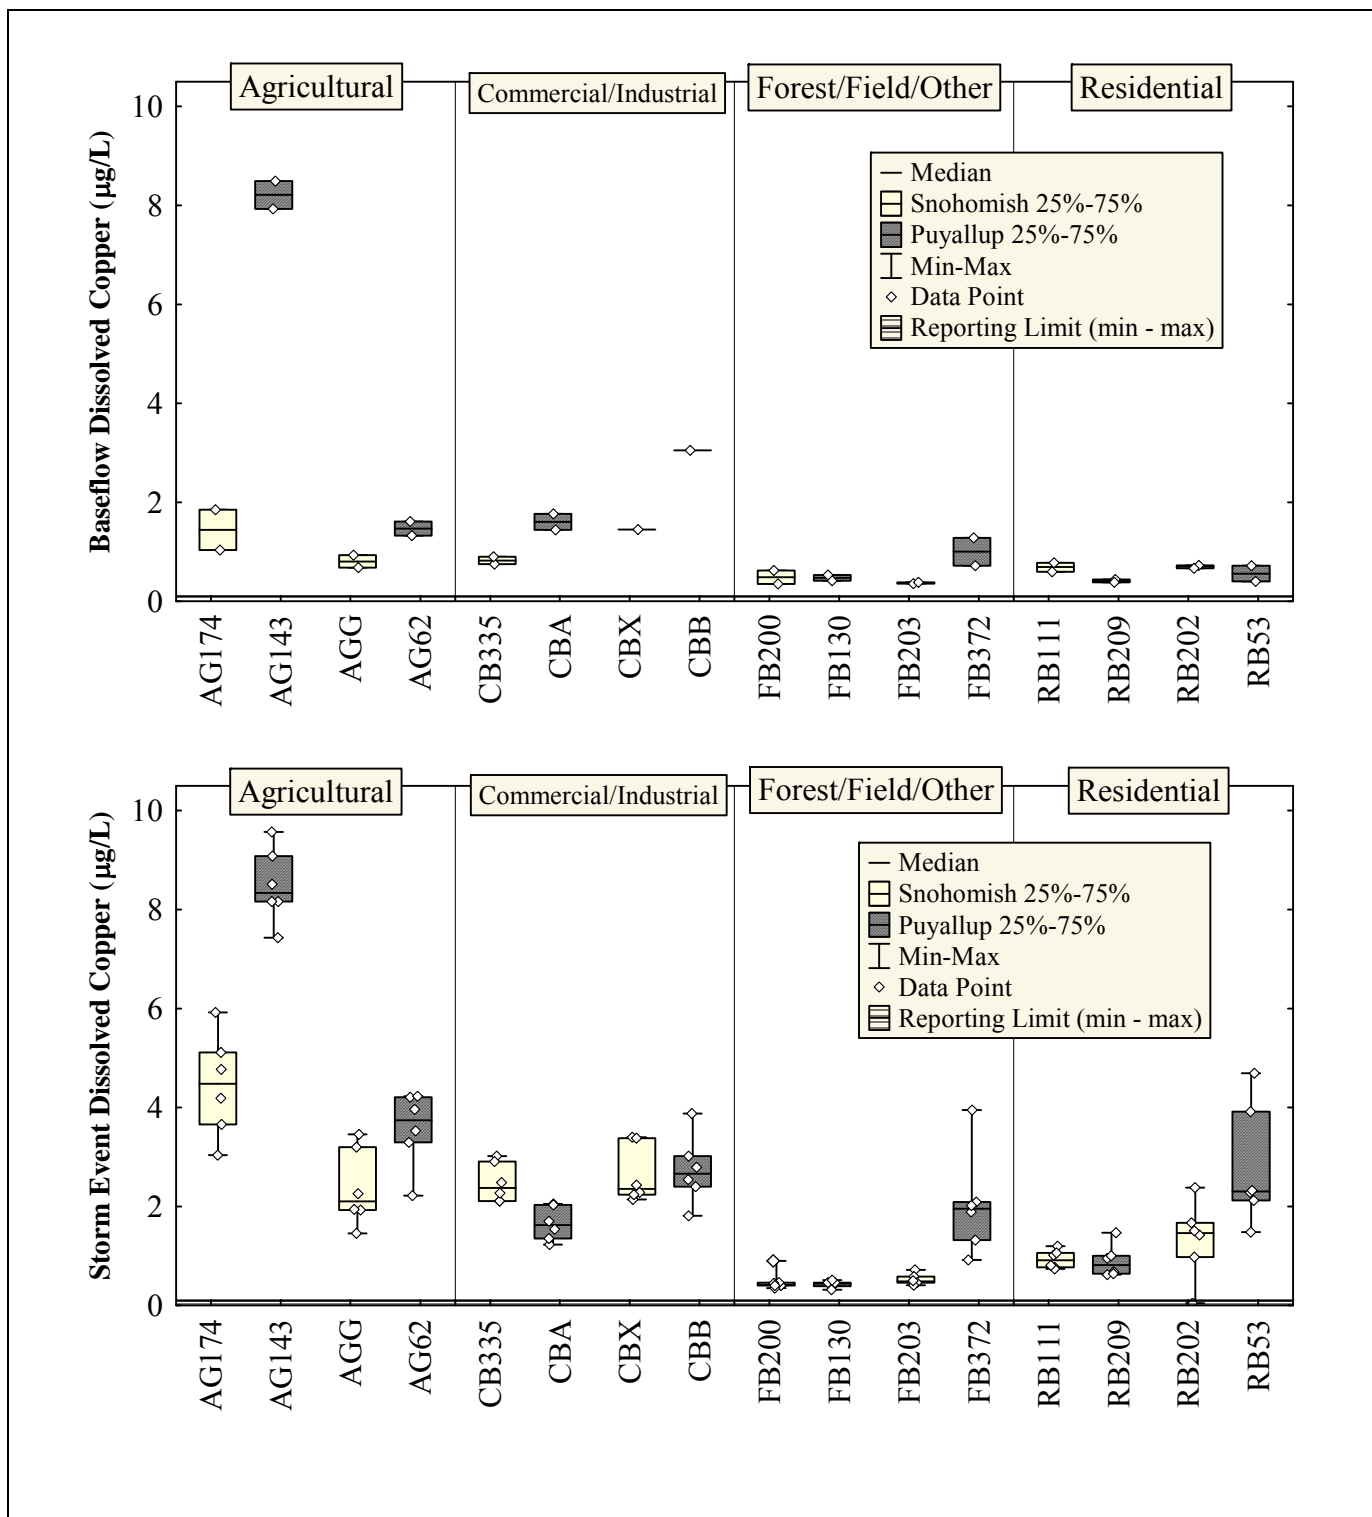 Agricultural
Commercial/Industrial
Forest/Field/Other
Residential
Baseflow Dissolved Copper (µg/L)
10
8
6
4
2
0
Median
Snohomish 25%-75%
Puyallup 25%-75%
Min-Max
Data Point
Reporting Limit (min - max)
AG174
AG143
AGG
AG62
CB335
CBA
CBX
CBB
FB200
FB130
FB203
FB372
RB111
RB209
RB202
RB53
Agricultural
Commercial/Industrial
Forest/Field/Other
Residential
Storm Event Dissolved Copper (µg/L)
10
8
6
4
2
0
Median
Snohomish 25%-75%
Puyallup 25%-75%
Min-Max
Data Point
Reporting Limit (min - max)
AG174
AG143
AGG
AG62
CB335
CBA
CBX
CBB
FB200
FB130
FB203
FB372
RB111
RB209
RB202
RB53